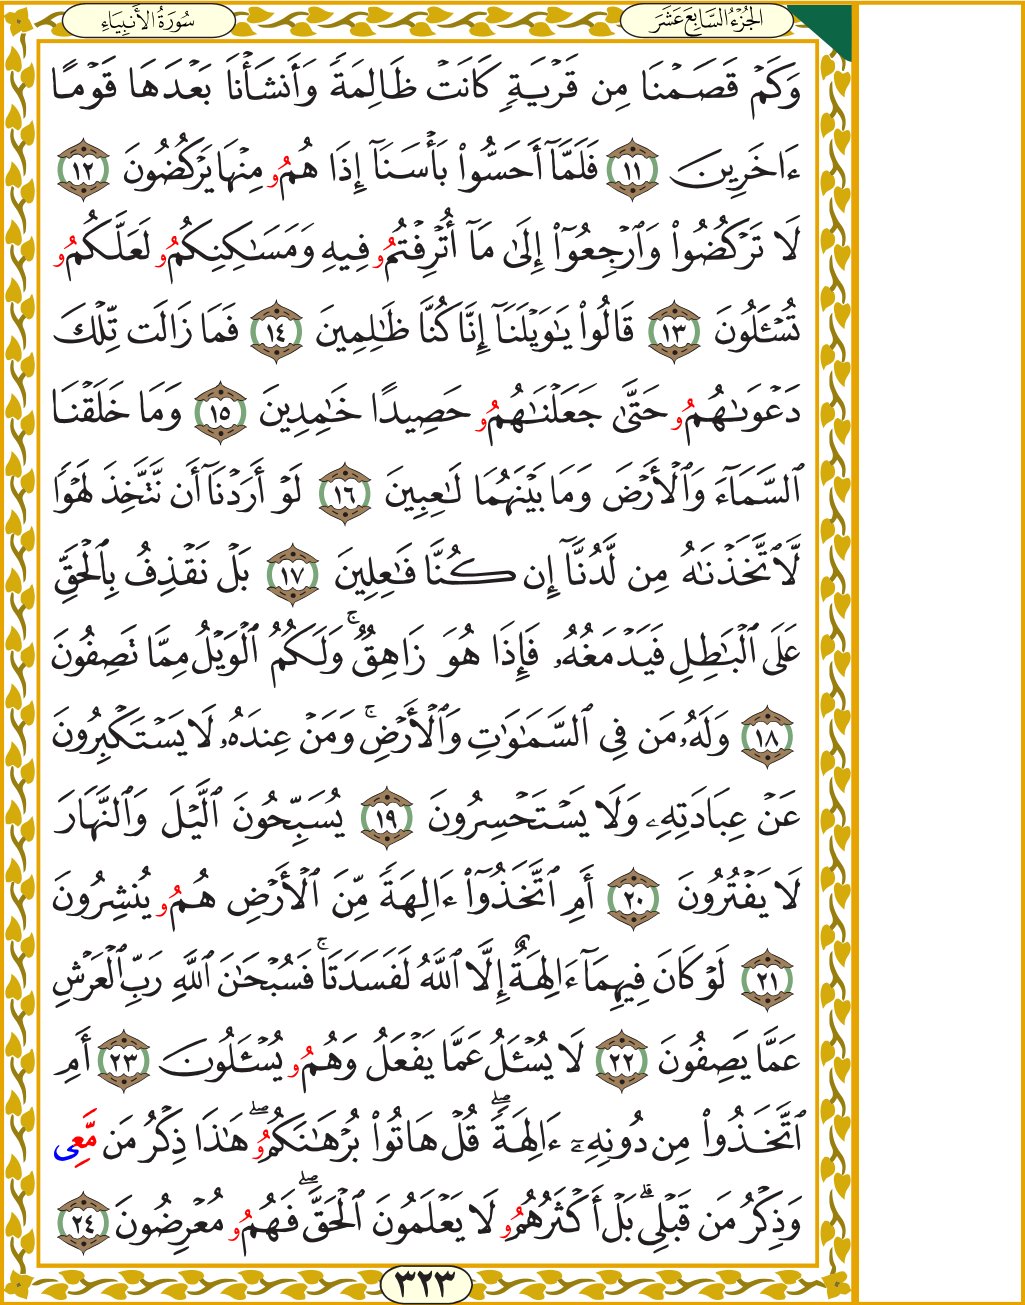 الجُزْءُ السَّابِعَ عَشَرَ
سُورَةُ الأَنبِيَاءِ
وَكَمۡ قَصَمۡنَا مِن قَرۡيَةٖ كَانَتۡ ظَالِمَةٗ وَأَنشَأۡنَا بَعۡدَهَا قَوۡمًا
ءَاخَرِينَ ١١ فَلَمَّآ أَحَسُّواْ بَأۡسَنَآ إِذَا هُمُۥ مِنۡهَا يَرۡكُضُونَ ١٢
لَا تَرۡكُضُواْ وَٱرۡجِعُوٓاْ إِلَىٰ مَآ أُتۡرِفۡتُمُۥ فِيهِ وَمَسَٰكِنِكُمُۥ لَعَلَّكُمُۥ
تُسۡـَٔلُونَ ١٣ قَالُواْ يَٰوَيۡلَنَآ إِنَّا كُنَّا ظَٰلِمِينَ ١٤ فَمَا زَالَت تِّلۡكَ
دَعۡوَىٰهُمُۥ حَتَّىٰ جَعَلۡنَٰهُمُۥ حَصِيدًا خَٰمِدِينَ ١٥ وَمَا خَلَقۡنَا
ٱلسَّمَآءَ وَٱلۡأَرۡضَ وَمَا بَيۡنَهُمَا لَٰعِبِينَ ١٦ لَوۡ أَرَدۡنَآ أَن نَّتَّخِذَ لَهۡوٗا
لَّٱتَّخَذۡنَٰهُ مِن لَّدُنَّآ إِن كُنَّا فَٰعِلِينَ ١٧ بَلۡ نَقۡذِفُ بِٱلۡحَقِّ
عَلَى ٱلۡبَٰطِلِ فَيَدۡمَغُهُۥ فَإِذَا هُوَ زَاهِقٞۚ وَلَكُمُ ٱلۡوَيۡلُ مِمَّا تَصِفُونَ
١٨ وَلَهُۥ مَن فِي ٱلسَّمَٰوَٰتِ وَٱلۡأَرۡضِۚ وَمَنۡ عِندَهُۥ لَا يَسۡتَكۡبِرُونَ
عَنۡ عِبَادَتِهِۦ وَلَا يَسۡتَحۡسِرُونَ ١٩ يُسَبِّحُونَ ٱلَّيۡلَ وَٱلنَّهَارَ
لَا يَفۡتُرُونَ ٢٠ أَمِ ٱتَّخَذُوٓاْ ءَالِهَةٗ مِّنَ ٱلۡأَرۡضِ هُمُۥ يُنشِرُونَ
٢١ لَوۡ كَانَ فِيهِمَآ ءَالِهَةٌ إِلَّا ٱللَّهُ لَفَسَدَتَاۚ فَسُبۡحَٰنَ ٱللَّهِ رَبِّ ٱلۡعَرۡشِ
عَمَّا يَصِفُونَ ٢٢ لَا يُسۡـَٔلُ عَمَّا يَفۡعَلُ وَهُمُۥ يُسۡـَٔلُونَ ٢٣ أَمِ
ٱتَّخَذُواْ مِن دُونِهِۦٓ ءَالِهَةٗۖ قُلۡ هَاتُواْ بُرۡهَٰنَكُمُۥۖ هَٰذَا ذِكۡرُ مَن مَّعِي
وَذِكۡرُ مَن قَبۡلِيۗ بَلۡ أَكۡثَرُهُمُۥ لَا يَعۡلَمُونَ ٱلۡحَقَّۖ فَهُمُۥ مُعۡرِضُونَ ٢٤
٣٢٣